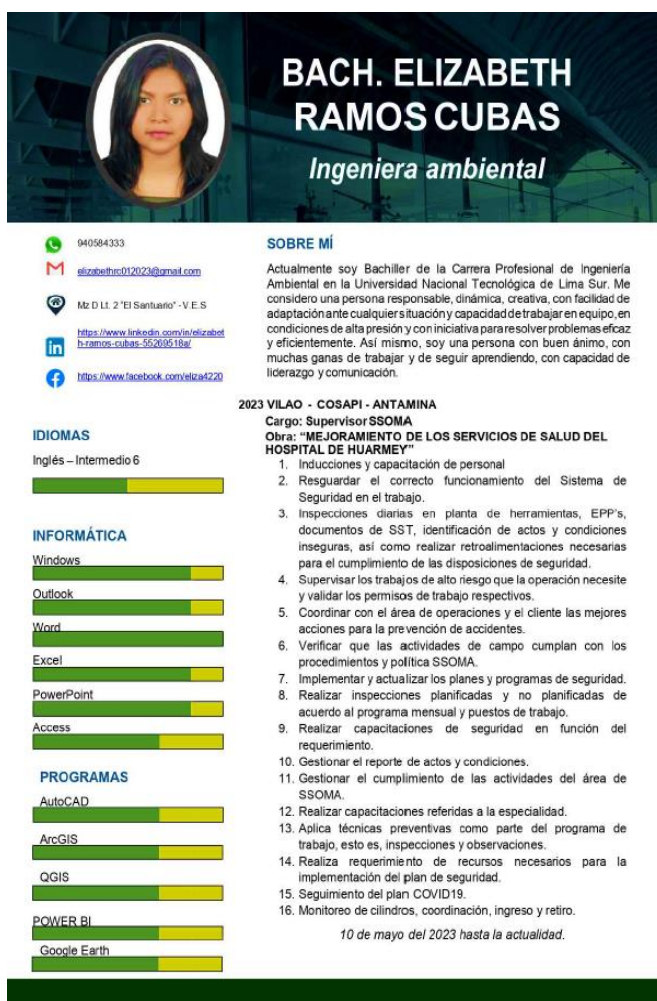 BACH. ELIZABETH
RAMOS CUBAS
Ingeniera ambiental
940584333
elizabethrc012023@gmail.com
Mz D Lt. 2 "El Santuario" - V.E.S
https://www.linkedin.com/in/elizabet
h-ramos-cubas-55269518a/
https://www.facebook.com/eliza4220
IDIOMAS
Inglés – Intermedio 6
INFORMÁTICA
Windows
Outlook
Word
Excel
PowerPoint
Access
PROGRAMAS
AutoCAD
ArcGIS
QGIS
POWER BI
Google Earth
SOBRE MÍ
Actualmente soy Bachiller de la Carrera Profesional de Ingeniería
Ambiental en la Universidad Nacional Tecnológica de Lima Sur. Me
considero una persona responsable, dinámica, creativa, con facilidad de
adaptación ante cualquier situación y capacidad de trabajar en equipo, en
condiciones de alta presión y con iniciativa para resolver problemas eficaz
y eficientemente. Así mismo, soy una persona con buen ánimo, con
muchas ganas de trabajar y de seguir aprendiendo, con capacidad de
liderazgo y comunicación.
2023 VILAO - COSAPI - ANTAMINA
Cargo: Supervisor SSOMA
Obra: “MEJORAMIENTO DE LOS SERVICIOS DE SALUD DEL
HOSPITAL DE HUARMEY”
1. Inducciones y capacitación de personal
2. Resguardar el correcto funcionamiento del Sistema de
Seguridad en el trabajo.
3. Inspecciones diarias en planta de herramientas, EPP’s,
documentos de SST, identificación de actos y condiciones
inseguras, así como realizar retroalimentaciones necesarias
para el cumplimiento de las disposiciones de seguridad.
4. Supervisar los trabajos de alto riesgo que la operación necesite
y validar los permisos de trabajo respectivos.
5. Coordinar con el área de operaciones y el cliente las mejores
acciones para la prevención de accidentes.
6. Verificar que las actividades de campo cumplan con los
procedimientos y política SSOMA.
7. Implementar y actualizar los planes y programas de seguridad.
8. Realizar inspecciones planificadas y no planificadas de
acuerdo al programa mensual y puestos de trabajo.
9. Realizar capacitaciones de seguridad en función del
requerimiento.
10. Gestionar el reporte de actos y condiciones.
11. Gestionar el cumplimiento de las actividades del área de
SSOMA.
12. Realizar capacitaciones referidas a la especialidad.
13. Aplica técnicas preventivas como parte del programa de
trabajo, esto es, inspecciones y observaciones.
14. Realiza requerimiento de recursos necesarios para la
implementación del plan de seguridad.
15. Seguimiento del plan COVID19.
16. Monitoreo de cilindros, coordinación, ingreso y retiro.
10 de mayo del 2023 hasta la actualidad.